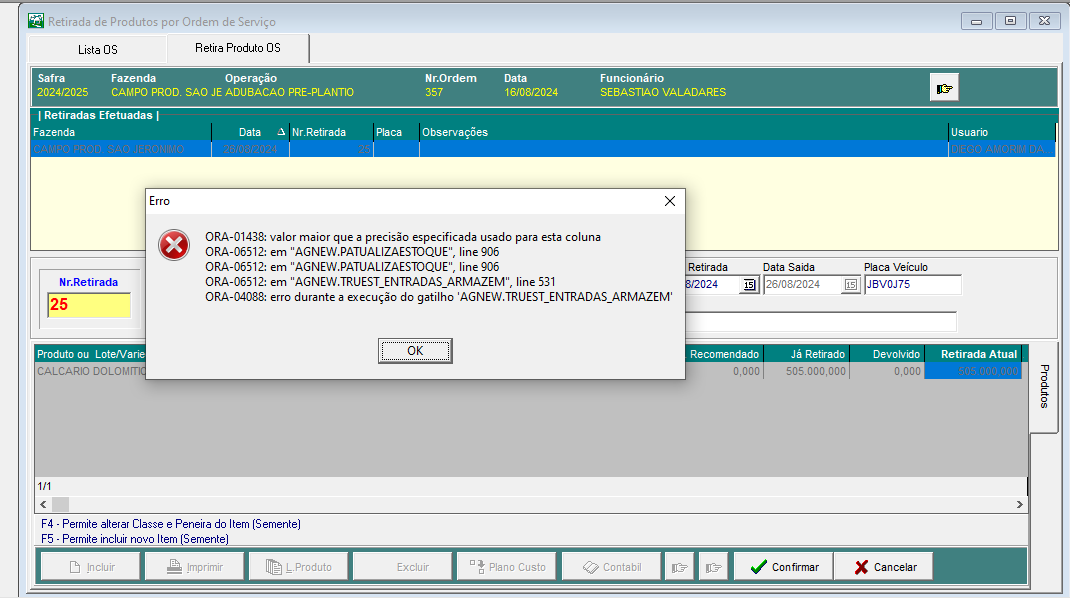 Retirada de Produtos por Ordem de Serviço
Lista OS
Retira Produto OS
Safra Fazenda Operação Nr.Ordem Data Funcionário
2024/2025 CAMPO PROD. SAO JE ADUBACAO PRE-PLANTIO 357 16/08/2024 SEBASTIAO VALADARES
| Retiradas Efetuadas |
Fazenda Data Nr.Retirada Placa Observações Usuario
CAMPO PROD. SAO JERONIMO 26/08/2024 25 DIEGO AMORIM DA...
Erro
ORA-01438: valor maior que a precisão especificada usado para esta coluna
ORA-06512: em "AGNEW.PATUALIZAESTOQUE", line 906
ORA-06512: em "AGNEW.PATUALIZAESTOQUE", line 906
ORA-06512: em "AGNEW.TRUEST_ENTRADAS_ARMAZEM", line 531
ORA-04088: erro durante a execução do gatilho 'AGNEW.TRUEST_ENTRADAS_ARMAZEM'
OK
Nr.Retirada
25
Retirada Data Saida Placa Veículo
8/2024 15 26/08/2024 15 JBV0J75
Produto ou Lote/Varie Recomendado Já Retirado Devolvido Retirada Atual
CALCARIO DOLOMITIC 0,000 505.000,000 0,000 505.000,000
Produtos
1/1
F4 - Permite alterar Classe e Peneira do Item (Semente)
F5 - Permite incluir novo Item (Semente)
Incluir Imprimir L.Produto Excluir Plano Custo Contabil Confirmar Cancelar